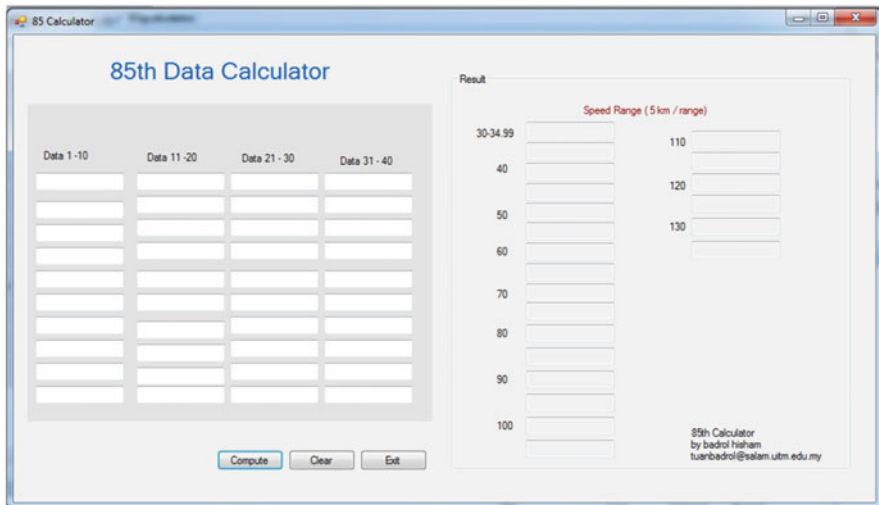 85 Calculator
85th Data Calculator
Data 1 -10
Data 11 -20
Data 21 - 30
Data 31 - 40
Compute
Clear
Exit
Result
Speed Range ( 5 km / range)
30-34.99
40
50
60
70
80
90
100
110
120
130
85th Calculator
by badrol hisham
tuanbadrol@salam.uitm.edu.my